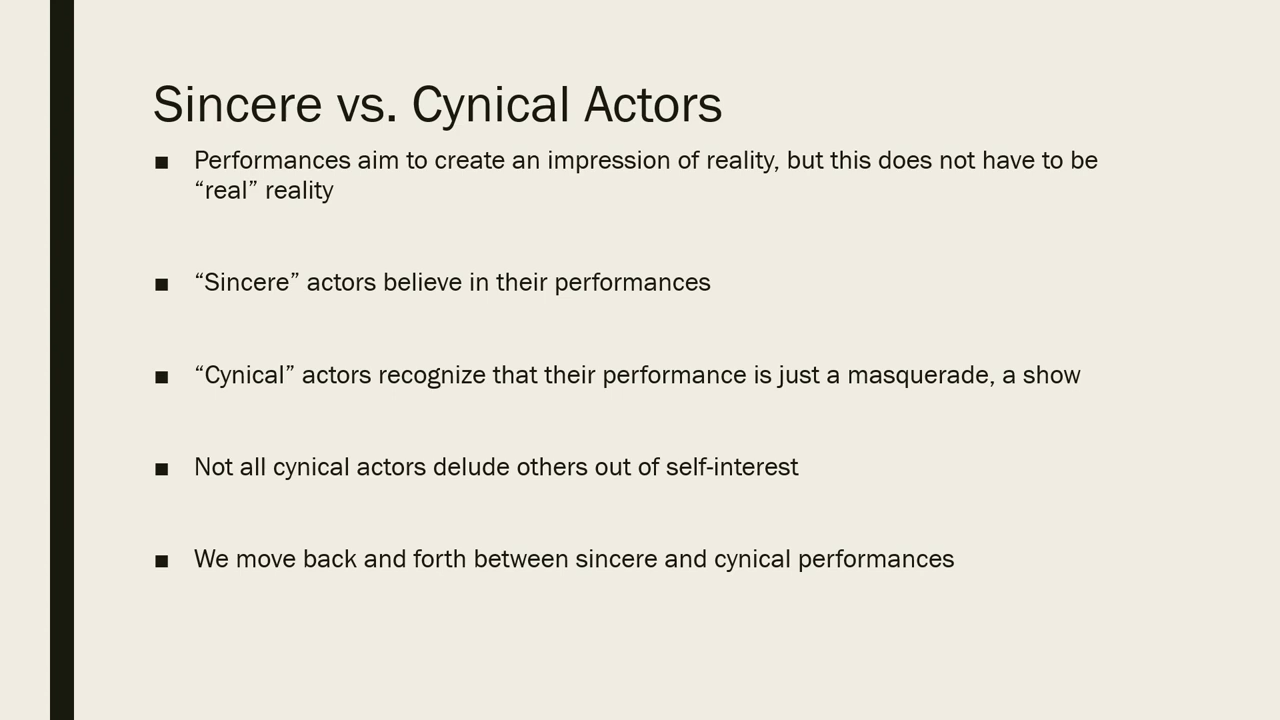 Sincere vs. Cynical Actors
■ Performances aim to create an impression of reality, but this does not have to be
“real” reality
■ “Sincere” actors believe in their performances
■ “Cynical” actors recognize that their performance is just a masquerade, a show
■ Not all cynical actors delude others out of self-interest
■ We move back and forth between sincere and cynical performances